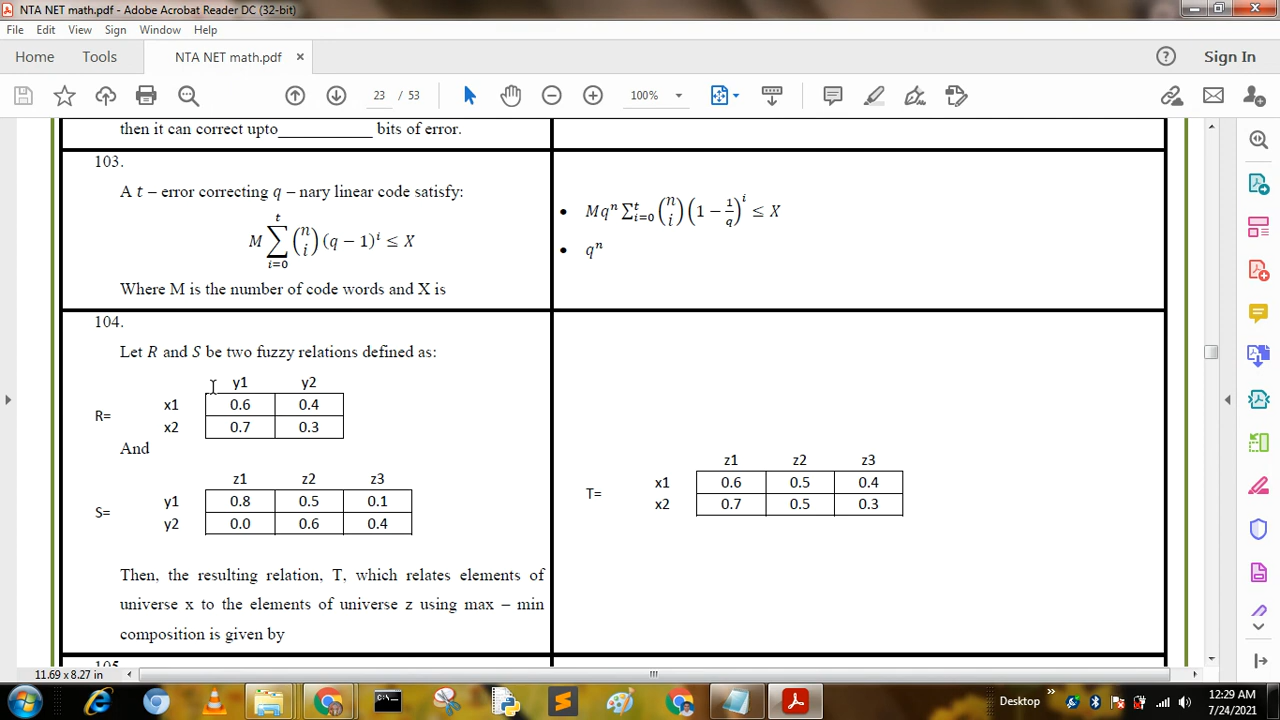 NTA NET math.pdf - Adobe Acrobat Reader DC (32-bit)
File Edit View Sign Window Help
Home Tools NTA NET math.pdf × Sign In
23 / 53 100%
then it can correct upto____________ bits of error.
103.
A t – error correcting q – nary linear code satisfy:
M ∑_{i=0}^{t} (n i) (q − 1)^i ≤ X
Where M is the number of code words and X is
• Mq^n ∑_{i=0}^{t} (n i) (1 − 1/q)^i ≤ X
• q^n
104.
Let R and S be two fuzzy relations defined as:
y1 y2
R= x1 0.6 0.4
x2 0.7 0.3
And
z1 z2 z3
S= y1 0.8 0.5 0.1
y2 0.0 0.6 0.4
Then, the resulting relation, T, which relates elements of
universe x to the elements of universe z using max – min
composition is given by
z1 z2 z3
T= x1 0.6 0.5 0.4
x2 0.7 0.5 0.3
105
11.69 x 8.27 in
Desktop » 12:29 AM
7/24/2021